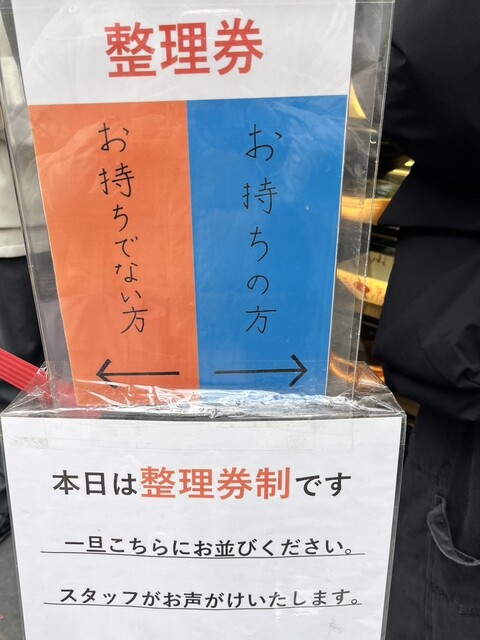 整理券
お持ちの方
お持ちでない方
本日は整理券制です
一旦こちらにお並びください。
スタッフがお声がけいたします。